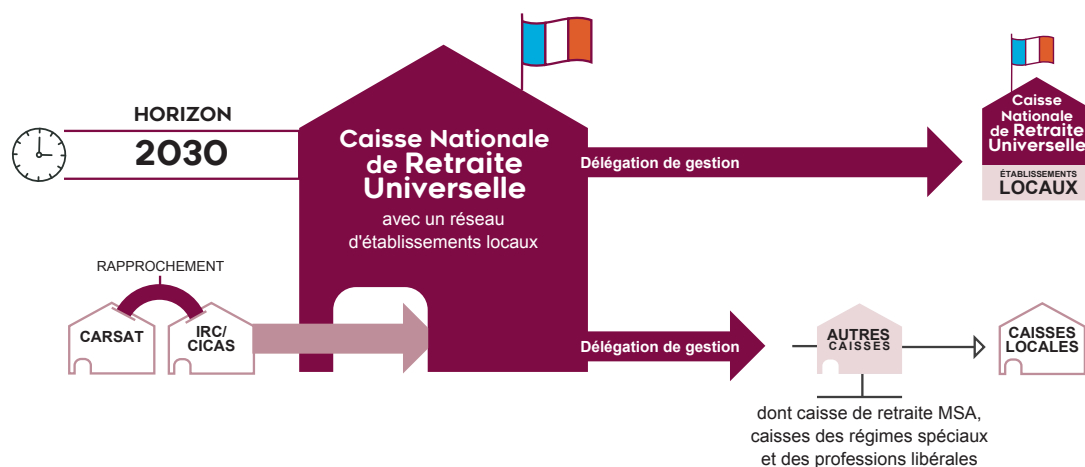 HORIZON
2030
Caisse Nationale
de Retraite
Universelle
avec un réseau
d'établissements locaux
Délégation de gestion
Caisse
Nationale
de Retraite
Universelle
ÉTABLISSEMENTS
LOCAUX
RAPPROCHEMENT
CARSAT
IRC/
CICAS
Délégation de gestion
AUTRES
CAISSES
CAISSES
LOCALES
dont caisse de retraite MSA,
caisses des régimes spéciaux
et des professions libérales